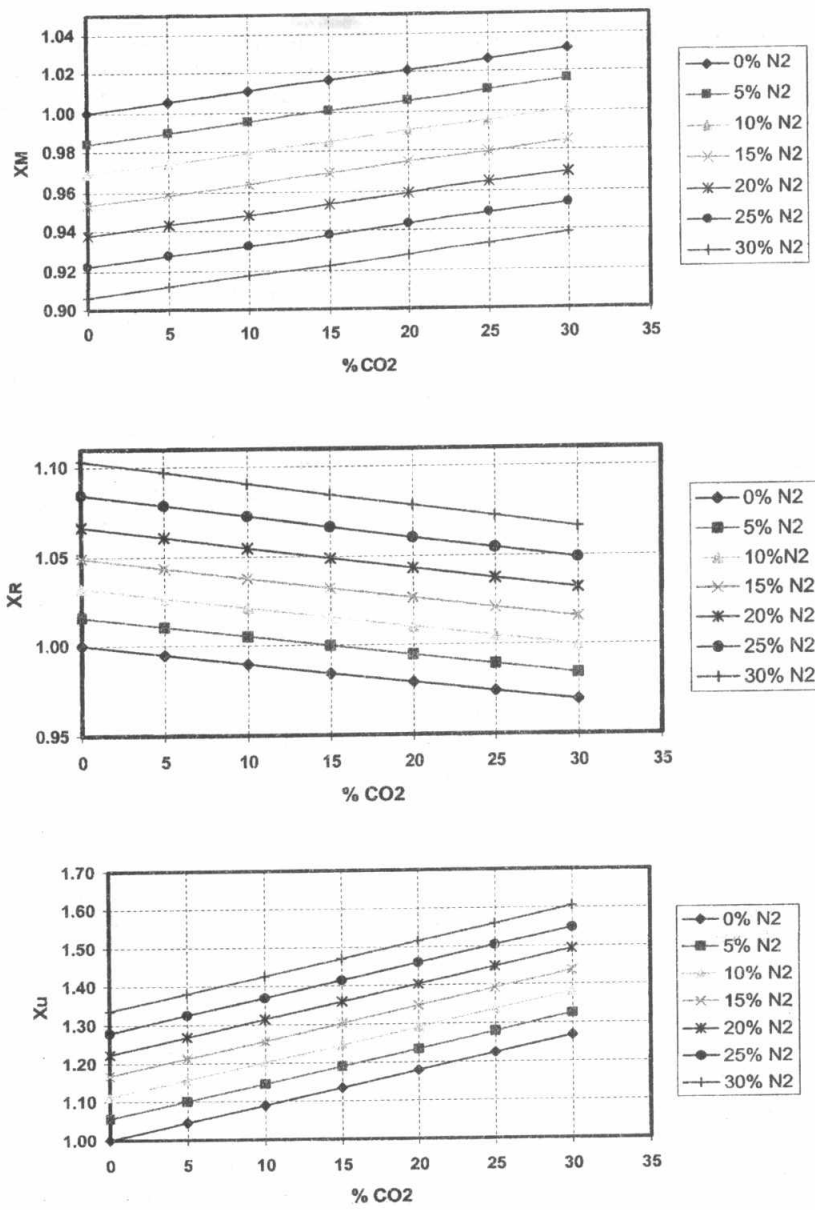 1.04
1.02
1.00
0.98
0.96
0.94
0.92
0.90
XM
0 5 10 15 20 25 30 35
% CO2
0% N2
5% N2
10% N2
15% N2
20% N2
25% N2
30% N2
1.10
1.05
1.00
0.95
XR
0 5 10 15 20 25 30 35
% CO2
0% N2
5% N2
10%N2
15% N2
20% N2
25% N2
30% N2
1.70
1.60
1.50
1.40
1.30
1.20
1.10
1.00
Xu
0 5 10 15 20 25 30 35
% CO2
0% N2
5% N2
10% N2
15% N2
20% N2
25% N2
30% N2